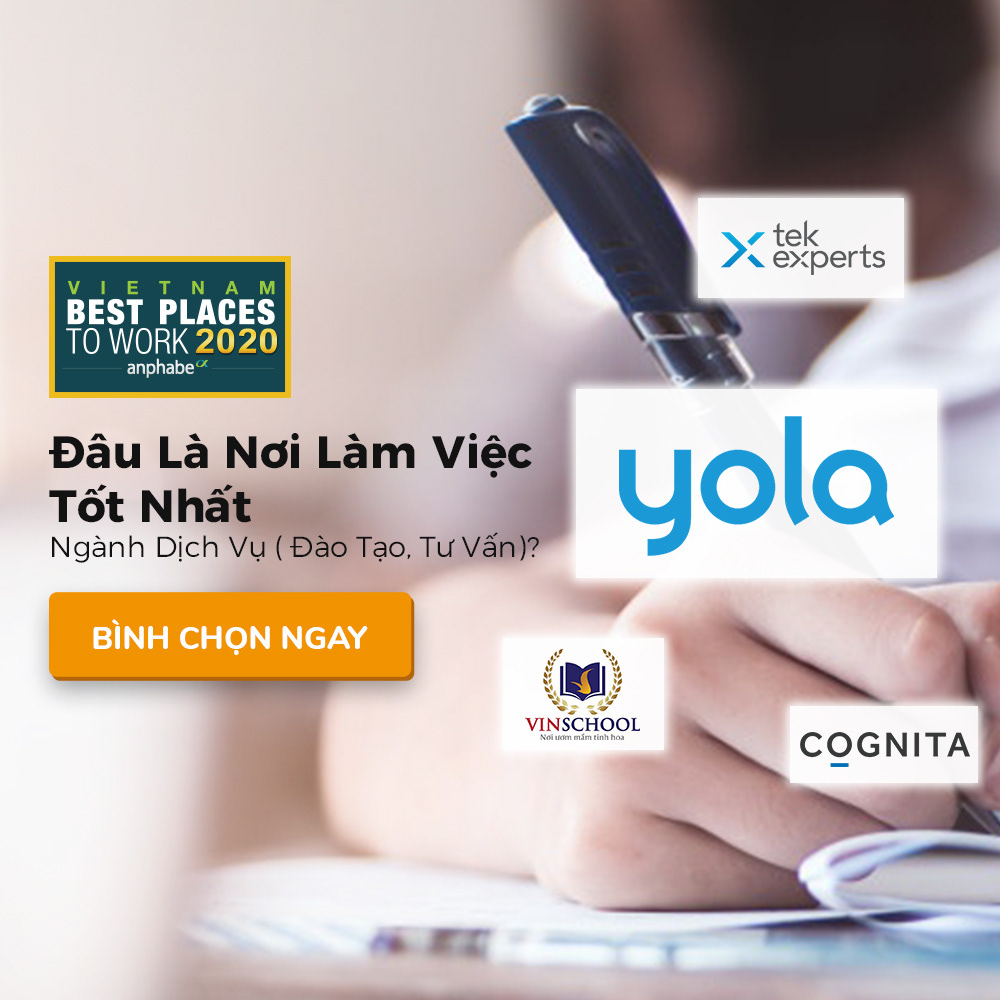 VIETNAM
BEST PLACES
TO WORK 2020
anphabe
Đâu Là Nơi Làm Việc
Tốt Nhất
Ngành Dịch Vụ ( Đào Tạo, Tư Vấn)?
BÌNH CHỌN NGAY
tek
experts
yola
VINSCHOOL
Nơi ươm mầm tinh hoa
COGNITA